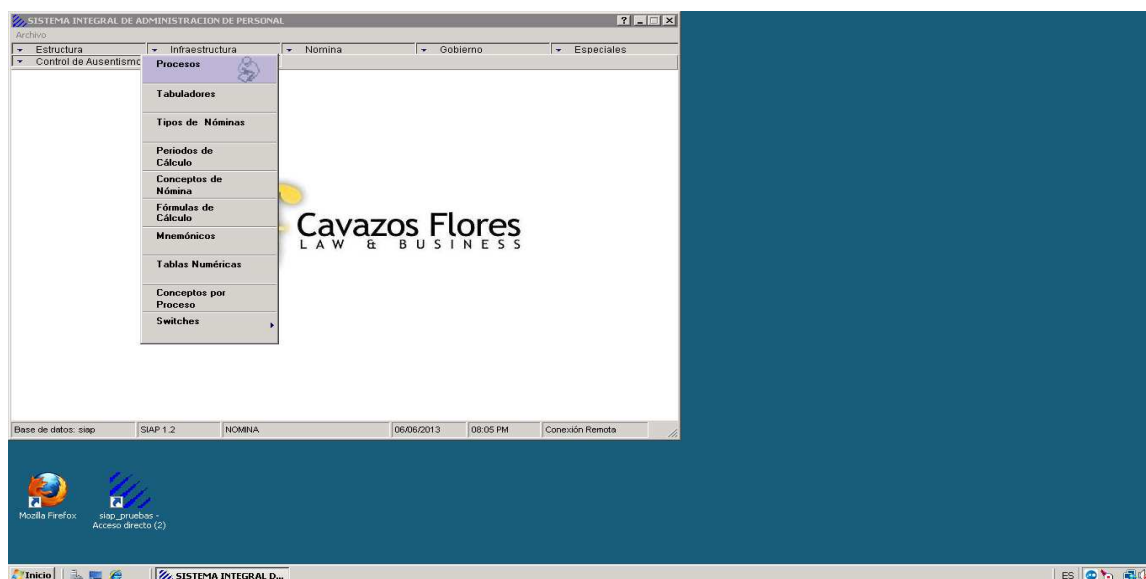 SISTEMA INTEGRAL DE ADMINISTRACION DE PERSONAL
Archivo
Estructura
Infraestructura
Nomina
Gobierno
Especiales
Control de Ausentismo
Procesos
Tabuladores
Tipos de Nóminas
Periodos de
Cálculo
Conceptos de
Nómina
Fórmulas de
Cálculo
Mnemónicos
Tablas Numéricas
Conceptos por
Proceso
Switches
Cavazos Flores
LAW & BUSINESS
Base de datos: siap
SIAP 1.2
NOMINA
06/06/2013
08:05 PM
Conexión Remota
Mozilla Firefox
siap_pruebas -
Acceso directo (2)
Inicio
SISTEMA INTEGRAL D...
ES